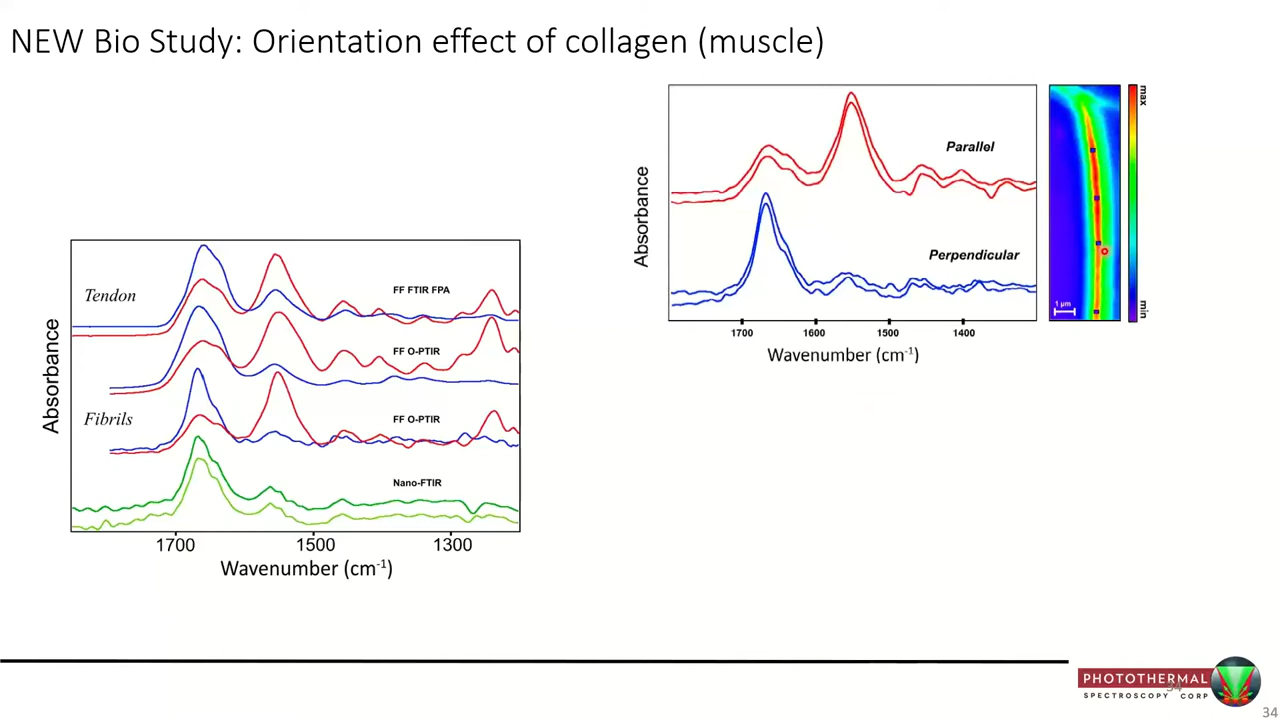 NEW Bio Study: Orientation effect of collagen (muscle)
Absorbance
Tendon
FF FTIR FPA
FF O-PTIR
Fibrils
FF O-PTIR
Nano-FTIR
1700 1500 1300
Wavenumber (cm⁻¹)
Absorbance
Parallel
Perpendicular
1700 1600 1500 1400
Wavenumber (cm⁻¹)
max
min
1 µm
PHOTOTHERMAL
SPECTROSCOPY CORP
34
34